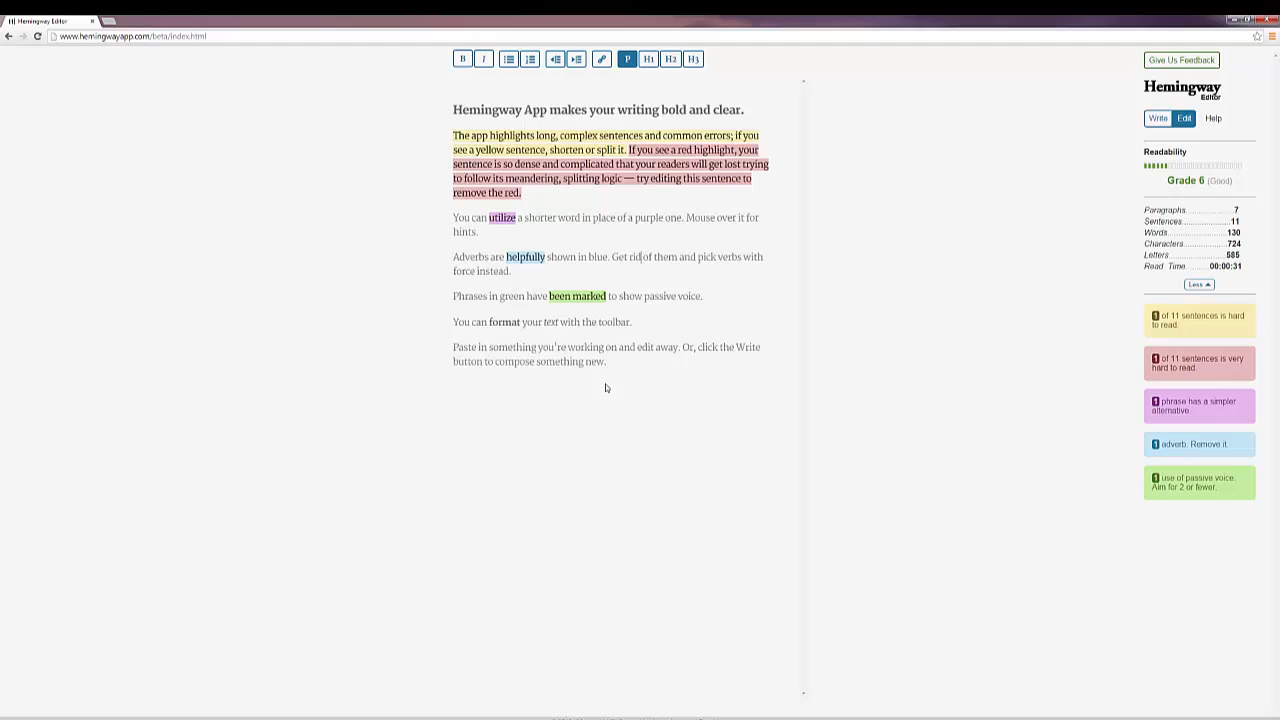 Hemingway Editor
www.hemingwayapp.com/beta/index.html
B I P H1 H2 H3
Give Us Feedback
Hemingway
Editor
Write Edit Help
Hemingway App makes your writing bold and clear.
The app highlights long, complex sentences and common errors; if you
see a yellow sentence, shorten or split it. If you see a red highlight, your
sentence is so dense and complicated that your readers will get lost trying
to follow its meandering, splitting logic — try editing this sentence to
remove the red.
You can utilize a shorter word in place of a purple one. Mouse over it for
hints.
Adverbs are helpfully shown in blue. Get rid of them and pick verbs with
force instead.
Phrases in green have been marked to show passive voice.
You can format your text with the toolbar.
Paste in something you're working on and edit away. Or, click the Write
button to compose something new.
Readability
Grade 6 (Good)
Paragraphs 7
Sentences 11
Words 130
Characters 724
Letters 585
Read Time 00:00:31
Less
1 of 11 sentences is hard
to read.
1 of 11 sentences is very
hard to read.
1 phrase has a simpler
alternative.
1 adverb. Remove it.
1 use of passive voice.
Aim for 2 or fewer.